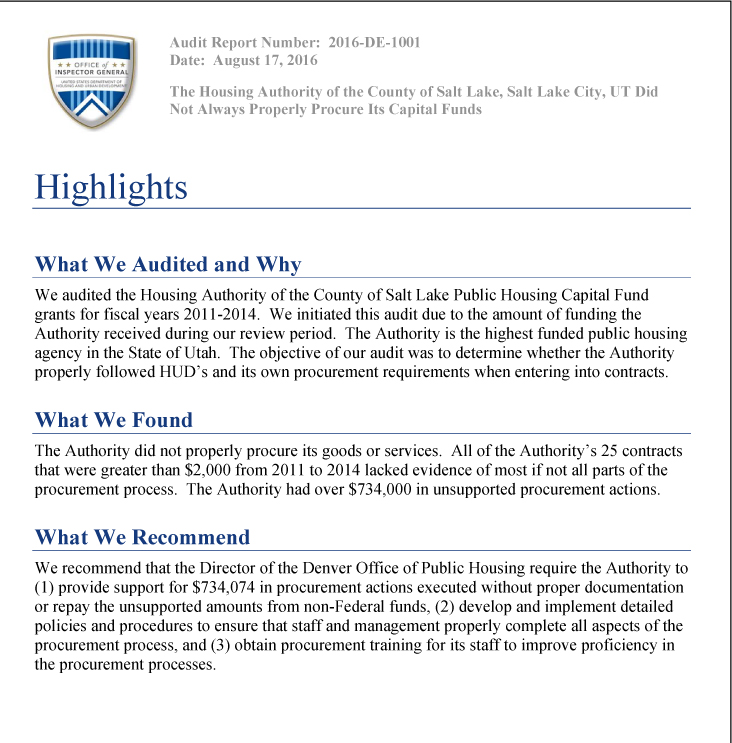 OFFICE of
INSPECTOR GENERAL
UNITED STATES DEPARTMENT OF
HOUSING AND URBAN DEVELOPMENT
Audit Report Number:  2016-DE-1001
Date:  August 17, 2016
The Housing Authority of the County of Salt Lake, Salt Lake City, UT Did
Not Always Properly Procure Its Capital Funds
Highlights
What We Audited and Why
We audited the Housing Authority of the County of Salt Lake Public Housing Capital Fund
grants for fiscal years 2011-2014.  We initiated this audit due to the amount of funding the
Authority received during our review period.  The Authority is the highest funded public housing
agency in the State of Utah.  The objective of our audit was to determine whether the Authority
properly followed HUD's and its own procurement requirements when entering into contracts.
What We Found
The Authority did not properly procure its goods or services.  All of the Authority's 25 contracts
that were greater than $2,000 from 2011 to 2014 lacked evidence of most if not all parts of the
procurement process.  The Authority had over $734,000 in unsupported procurement actions.
What We Recommend
We recommend that the Director of the Denver Office of Public Housing require the Authority to
(1) provide support for $734,074 in procurement actions executed without proper documentation
or repay the unsupported amounts from non-Federal funds, (2) develop and implement detailed
policies and procedures to ensure that staff and management properly complete all aspects of the
procurement process, and (3) obtain procurement training for its staff to improve proficiency in
the procurement processes.